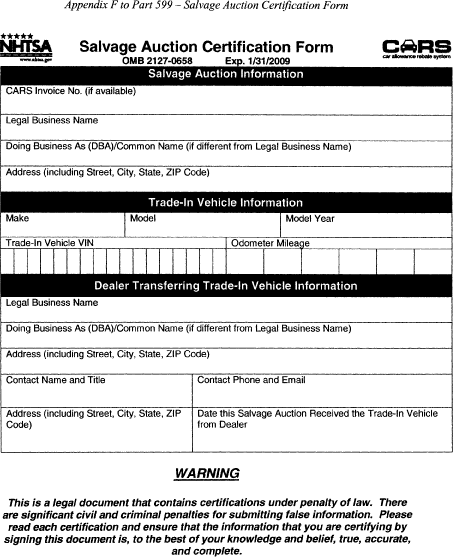 Appendix F to Part 599 – Salvage Auction Certification Form
NHTSA
www.nhtsa.gov
Salvage Auction Certification Form
OMB 2127-0658 Exp. 1/31/2009
CARS
car allowance rebate system
Salvage Auction Information
CARS Invoice No. (if available)
Legal Business Name
Doing Business As (DBA)/Common Name (if different from Legal Business Name)
Address (including Street, City, State, ZIP Code)
Trade-In Vehicle Information
Make Model Model Year
Trade-In Vehicle VIN Odometer Mileage
Dealer Transferring Trade-In Vehicle Information
Legal Business Name
Doing Business As (DBA)/Common Name (if different from Legal Business Name)
Address (including Street, City, State, ZIP Code)
Contact Name and Title Contact Phone and Email
Address (including Street, City, State, ZIP
Code)
Date this Salvage Auction Received the Trade-In Vehicle
from Dealer
WARNING
This is a legal document that contains certifications under penalty of law. There
are significant civil and criminal penalties for submitting false information. Please
read each certification and ensure that the information that you are certifying by
signing this document is, to the best of your knowledge and belief, true, accurate,
and complete.